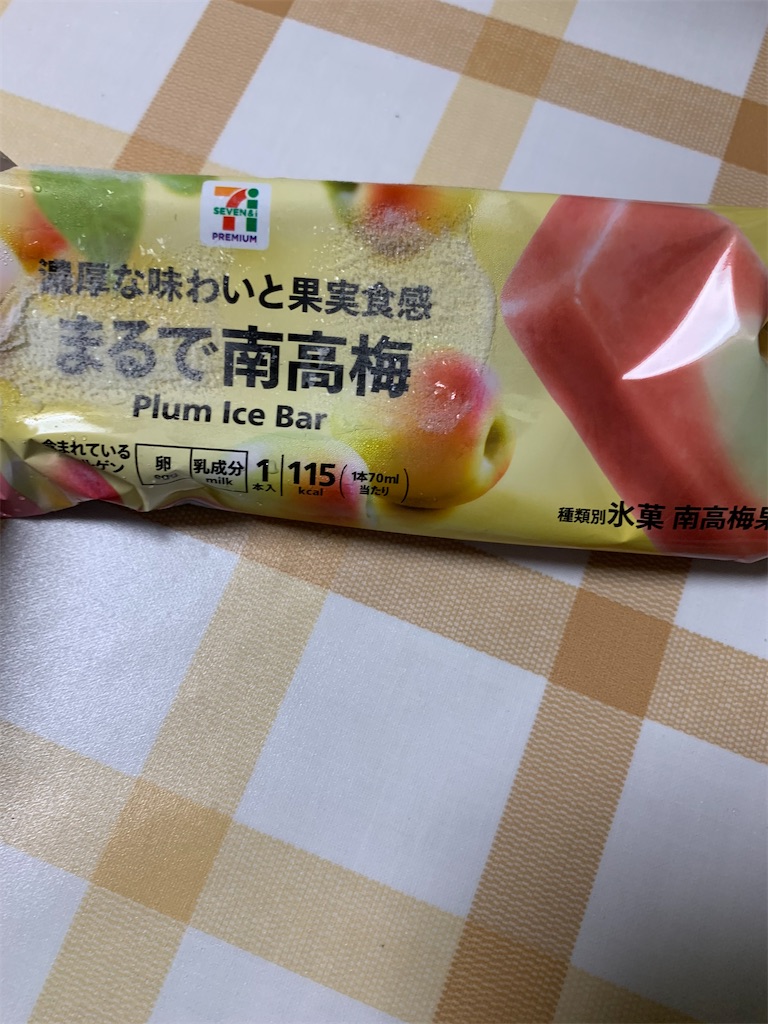 SEVEN&i
PREMIUM
濃厚な味わいと果実食感
まるで南高梅
Plum Ice Bar
含まれている
卵 egg 乳成分 milk 1本入 115kcal (1本70ml当たり)
種類別氷菓 南高梅果